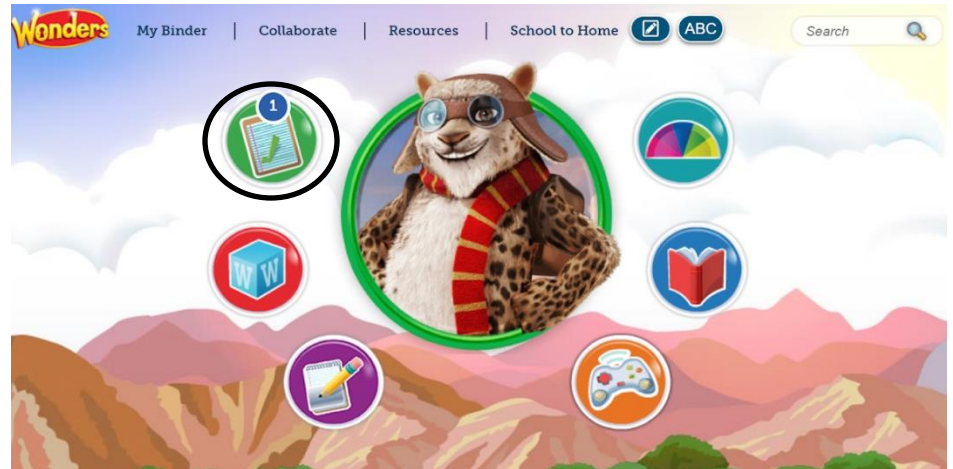 Wonders My Binder | Collaborate | Resources | School to Home ABC Search
1
W W